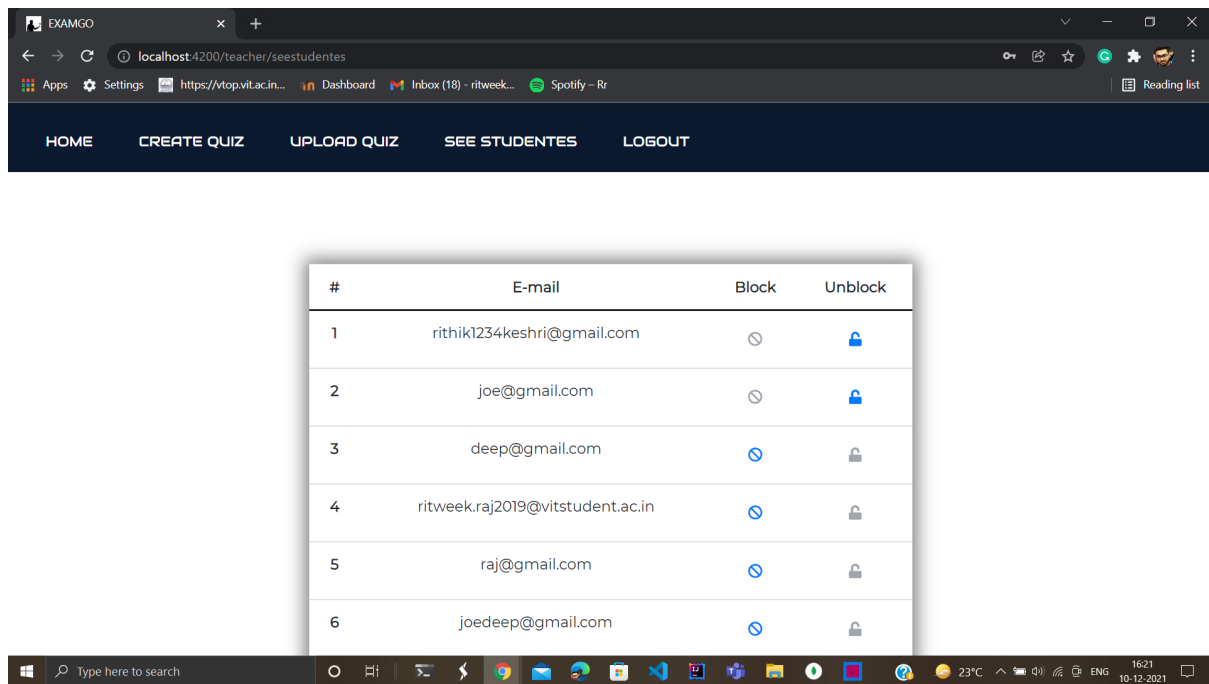 EXAMGO
localhost:4200/teacher/seestudentes
Apps Settings https://vtop.vit.ac.in... Dashboard Inbox (18) - ritweek... Spotify – Rr Reading list
HOME CREATE QUIZ UPLOAD QUIZ SEE STUDENTES LOGOUT
# E-mail Block Unblock
1 rithik1234keshri@gmail.com
2 joe@gmail.com
3 deep@gmail.com
4 ritweek.raj2019@vitstudent.ac.in
5 raj@gmail.com
6 joedeep@gmail.com
Type here to search 23°C ENG 16:21
10-12-2021